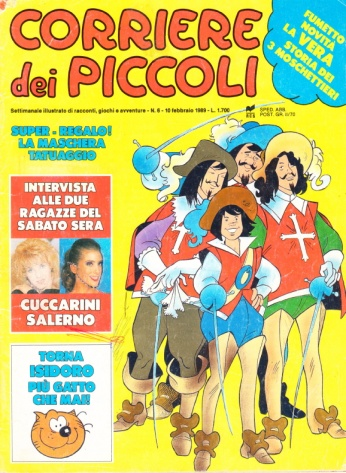 CORRIERE
dei PICCOLI
FUMETTO
NOVITÀ
LA VERA
STORIA DEI
3 MOSCHETTIERI
Settimanale illustrato di racconti, giochi e avventure - N. 6 - 10 febbraio 1989 - L. 1.700
SPED. ABB.
POST. GR. II/70
SUPER-REGALO!
LA MASCHERA
TATUAGGIO
INTERVISTA
ALLE DUE
RAGAZZE DEL
SABATO SERA
CUCCARINI
SALERNO
TORNA
ISIDORO
PIÙ GATTO
CHE MAI!